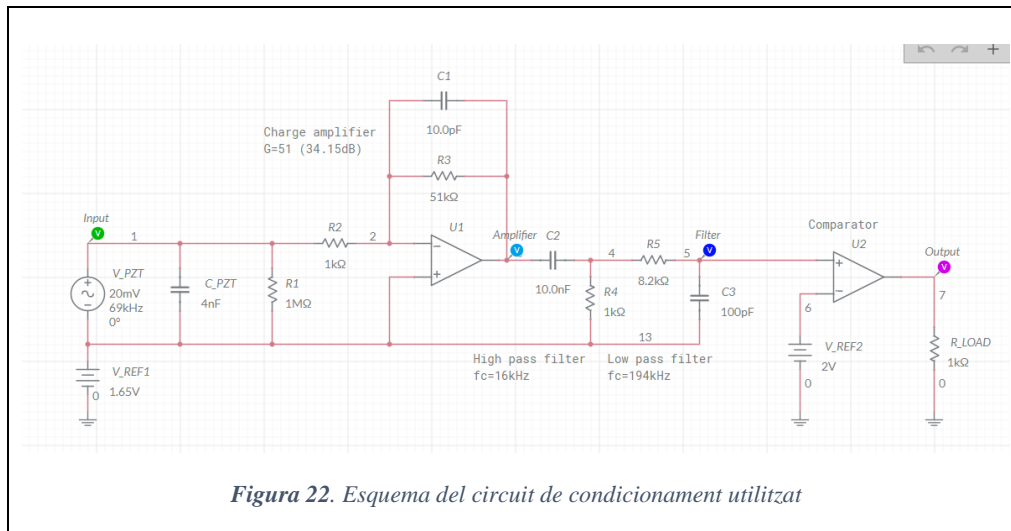 C1
10.0pF
Charge amplifier
G=51 (34.15dB)
R3
51kΩ
Input
1
R2
1kΩ
2
U1
Amplifier
C2
10.0nF
4
R5
8.2kΩ
5
Filter
Comparator
U2
Output
V_PZT
20mV
69kHz
0°
C_PZT
4nF
R1
1MΩ
R4
1kΩ
C3
100pF
6
7
13
V_REF1
1.65V
0
High pass filter
fc=16kHz
Low pass filter
fc=194kHz
V_REF2
2V
0
R_LOAD
1kΩ
0
Figura 22. Esquema del circuit de condicionament utilitzat